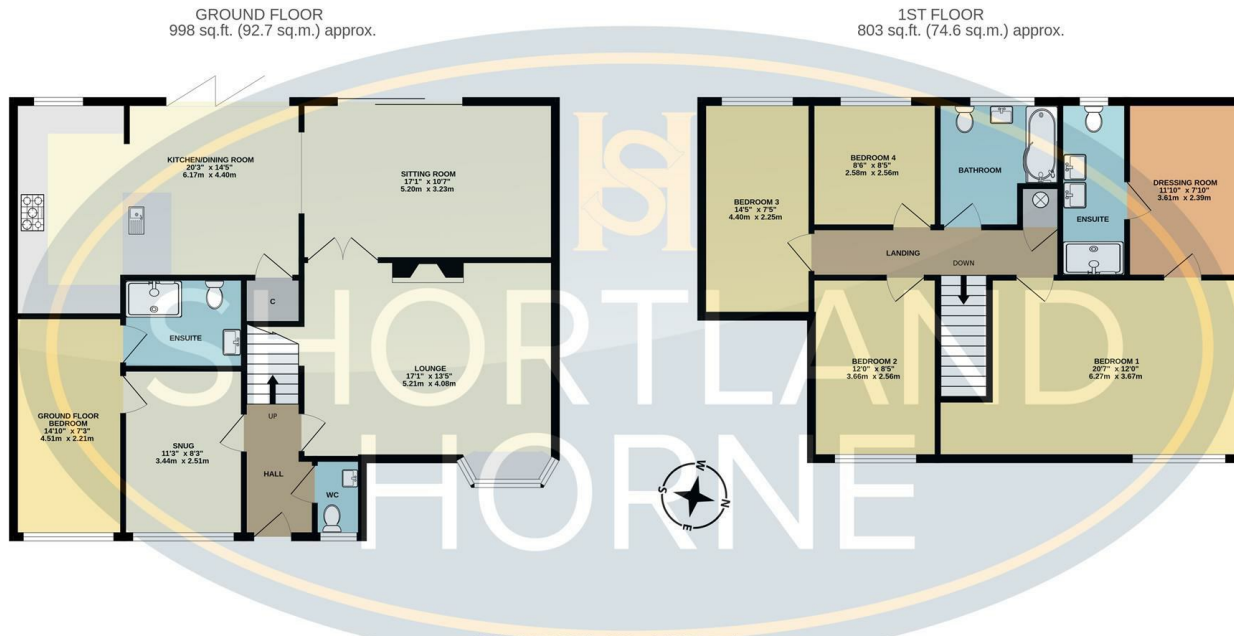 GROUND FLOOR
998 sq.ft. (92.7 sq.m.) approx.
KITCHEN/DINING ROOM
20'3" x 14'5"
6.17m x 4.40m
SITTING ROOM
17'1" x 10'7"
5.20m x 3.23m
C
ENSUITE
LOUNGE
17'1" x 13'5"
5.21m x 4.08m
GROUND FLOOR
BEDROOM
14'10" x 7'3"
4.51m x 2.21m
SNUG
11'3" x 8'3"
3.44m x 2.51m
UP
HALL
WC
1ST FLOOR
803 sq.ft. (74.6 sq.m.) approx.
BEDROOM 3
14'5" x 7'5"
4.40m x 2.25m
BEDROOM 4
8'6" x 8'5"
2.58m x 2.56m
BATHROOM
ENSUITE
DRESSING ROOM
11'10" x 7'10"
3.61m x 2.39m
LANDING
DOWN
BEDROOM 2
12'0" x 8'5"
3.66m x 2.56m
BEDROOM 1
20'7" x 12'0"
6.27m x 3.67m
N
E
S
W
SH
SHORTLAND
HORNE